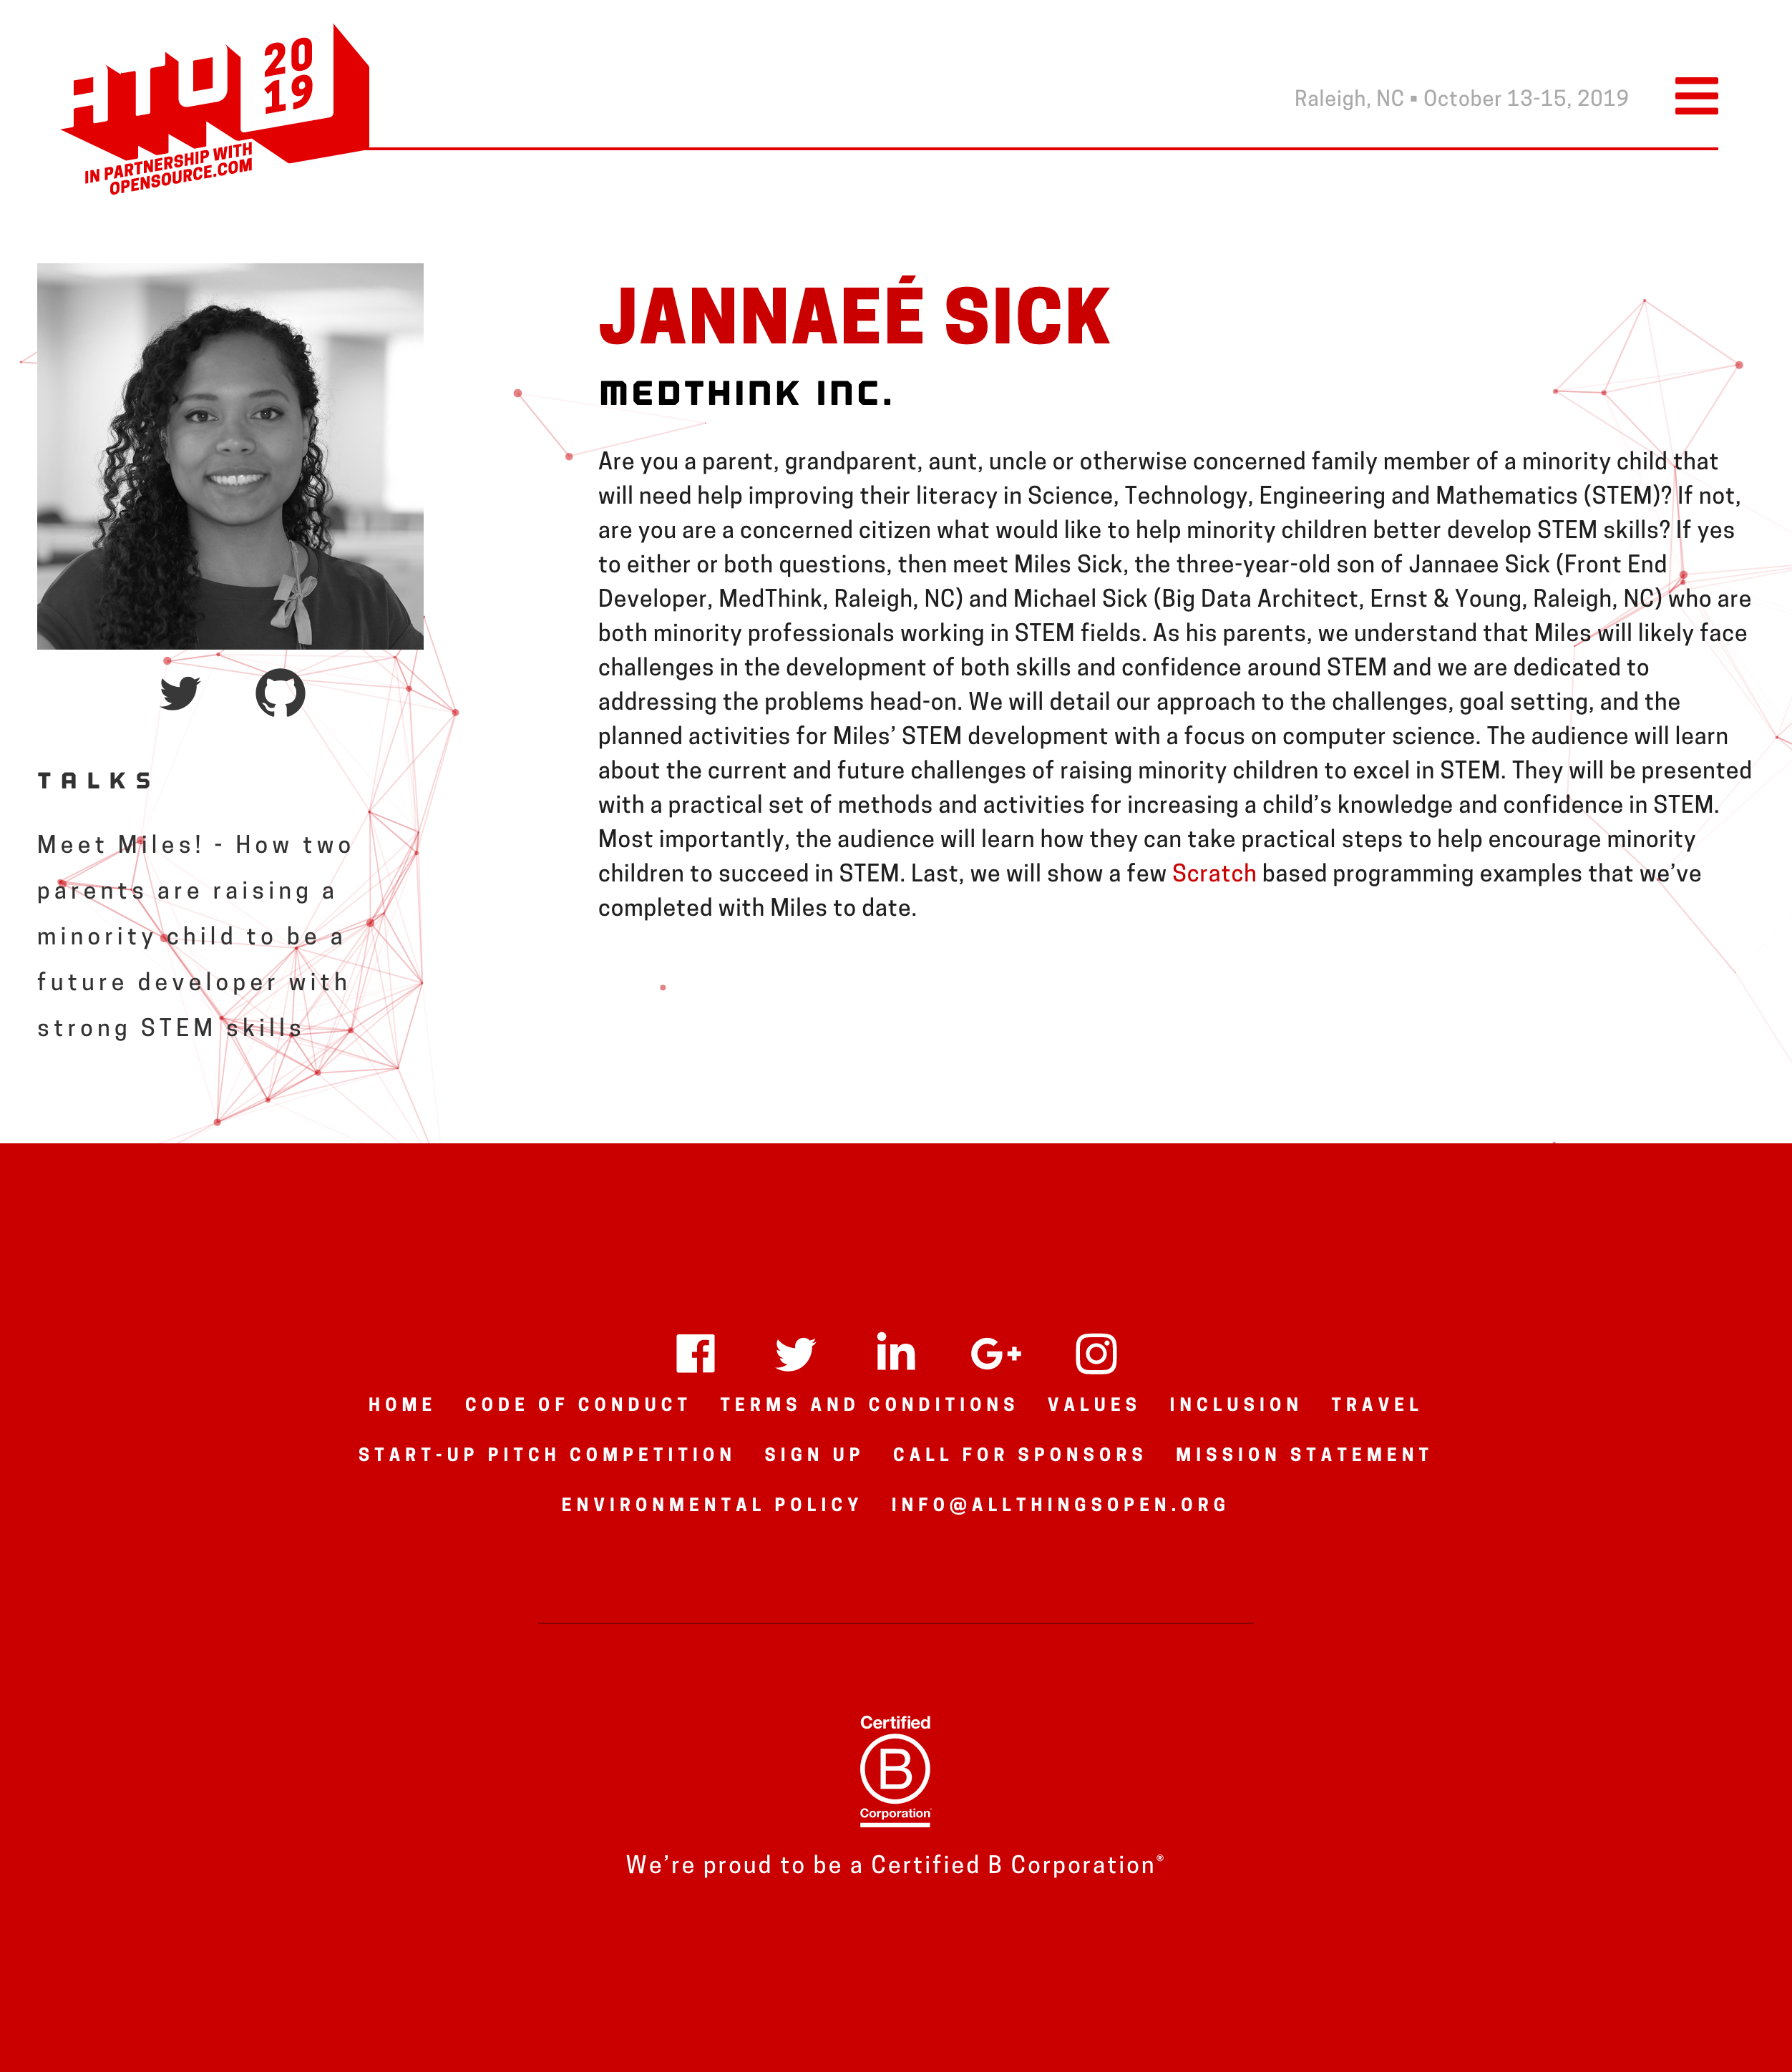 ATO 2019
IN PARTNERSHIP WITH
OPENSOURCE.COM
Raleigh, NC ▪ October 13-15, 2019
JANNAEÉ SICK
MEDTHINK INC.
Are you a parent, grandparent, aunt, uncle or otherwise concerned family member of a minority child that
will need help improving their literacy in Science, Technology, Engineering and Mathematics (STEM)? If not,
are you are a concerned citizen what would like to help minority children better develop STEM skills? If yes
to either or both questions, then meet Miles Sick, the three-year-old son of Jannaee Sick (Front End
Developer, MedThink, Raleigh, NC) and Michael Sick (Big Data Architect, Ernst & Young, Raleigh, NC) who are
both minority professionals working in STEM fields. As his parents, we understand that Miles will likely face
challenges in the development of both skills and confidence around STEM and we are dedicated to
addressing the problems head-on. We will detail our approach to the challenges, goal setting, and the
planned activities for Miles’ STEM development with a focus on computer science. The audience will learn
about the current and future challenges of raising minority children to excel in STEM. They will be presented
with a practical set of methods and activities for increasing a child’s knowledge and confidence in STEM.
Most importantly, the audience will learn how they can take practical steps to help encourage minority
children to succeed in STEM. Last, we will show a few Scratch based programming examples that we’ve
completed with Miles to date.
TALKS
Meet Miles! - How two
parents are raising a
minority child to be a
future developer with
strong STEM skills
HOME CODE OF CONDUCT TERMS AND CONDITIONS VALUES INCLUSION TRAVEL
START-UP PITCH COMPETITION SIGN UP CALL FOR SPONSORS MISSION STATEMENT
ENVIRONMENTAL POLICY INFO@ALLTHINGSOPEN.ORG
Certified
B
Corporation
We’re proud to be a Certified B Corporation®